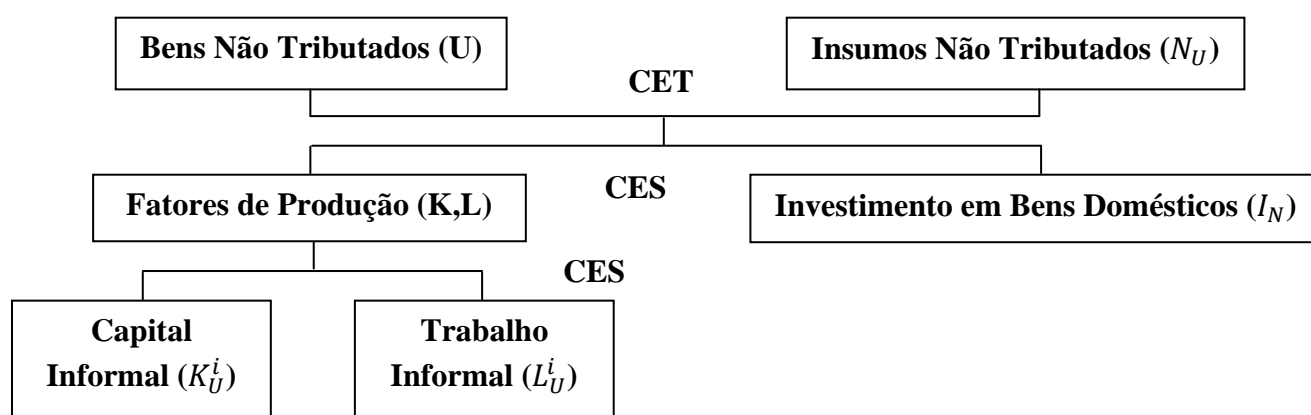 Bens Não Tributados (U)
Insumos Não Tributados (N_U)
CET
Fatores de Produção (K,L)
CES
Investimento em Bens Domésticos (I_N)
CES
Capital
Informal (K_U^i)
Trabalho
Informal (L_U^i)